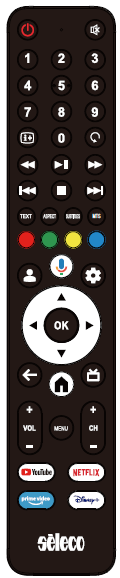 1 2 3
4 5 6
7 8 9
i+ 0
TEXT ASPECT SUBTITLES MTS
OK
+ +
VOL MENU CH
- -
YouTube NETFLIX
prime video Disney+
seleco